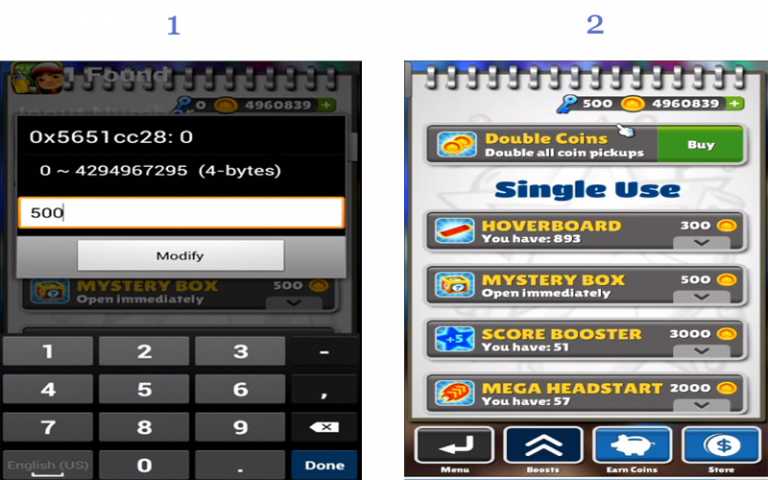 1
1 Found
0 4960839 +
0x5651cc28: 0
0 ~ 4294967295 (4-bytes)
500
Modify
MYSTERY BOX 500
Open immediately
1 2 3 -
4 5 6 ,
7 8 9
English (US) 0 . Done
2
500 4960839 +
Double Coins
Double all coin pickups
Buy
Single Use
HOVERBOARD 300
You have: 893
MYSTERY BOX 500
Open immediately
+5 SCORE BOOSTER 3000
You have: 51
MEGA HEADSTART 2000
You have: 57
Menu Boosts Earn Coins Store